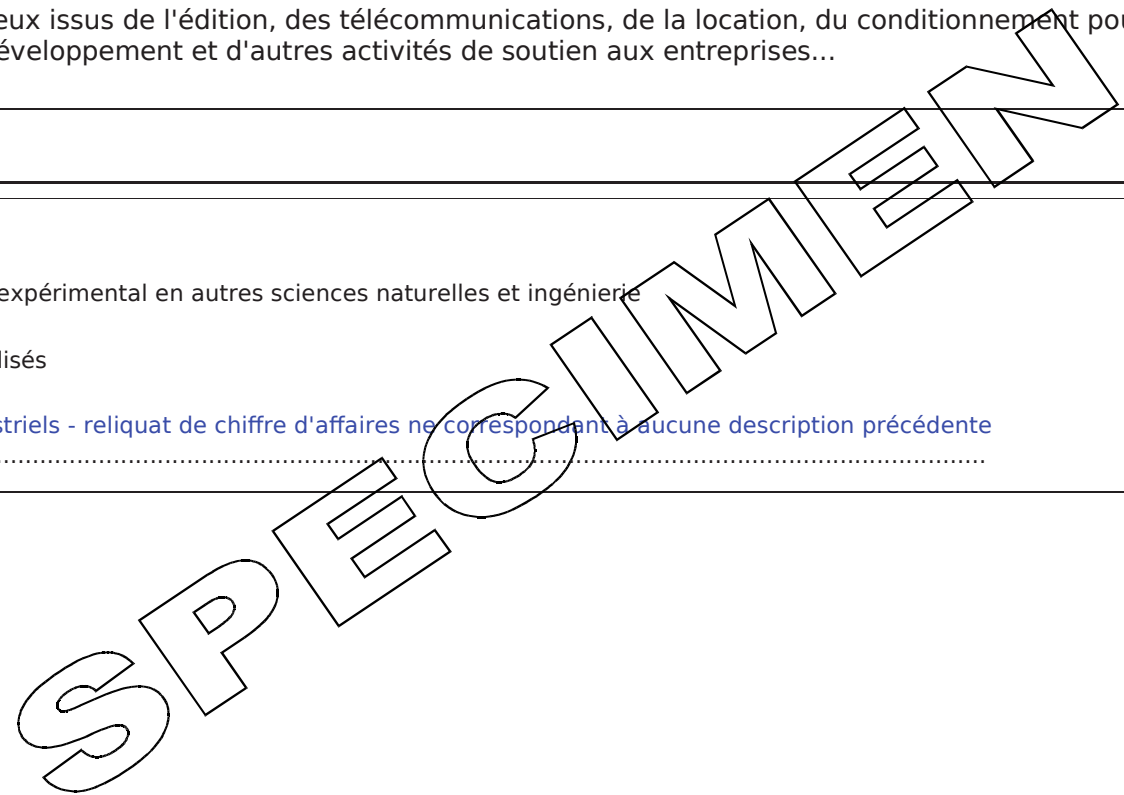 eux issus de l'édition, des télécommunications, de la location, du conditionnement pou
éveloppement et d'autres activités de soutien aux entreprises...
expérimental en autres sciences naturelles et ingénierie
lisés
striels - reliquat de chiffre d'affaires ne correspondant à aucune description précédente
SPECIMEN